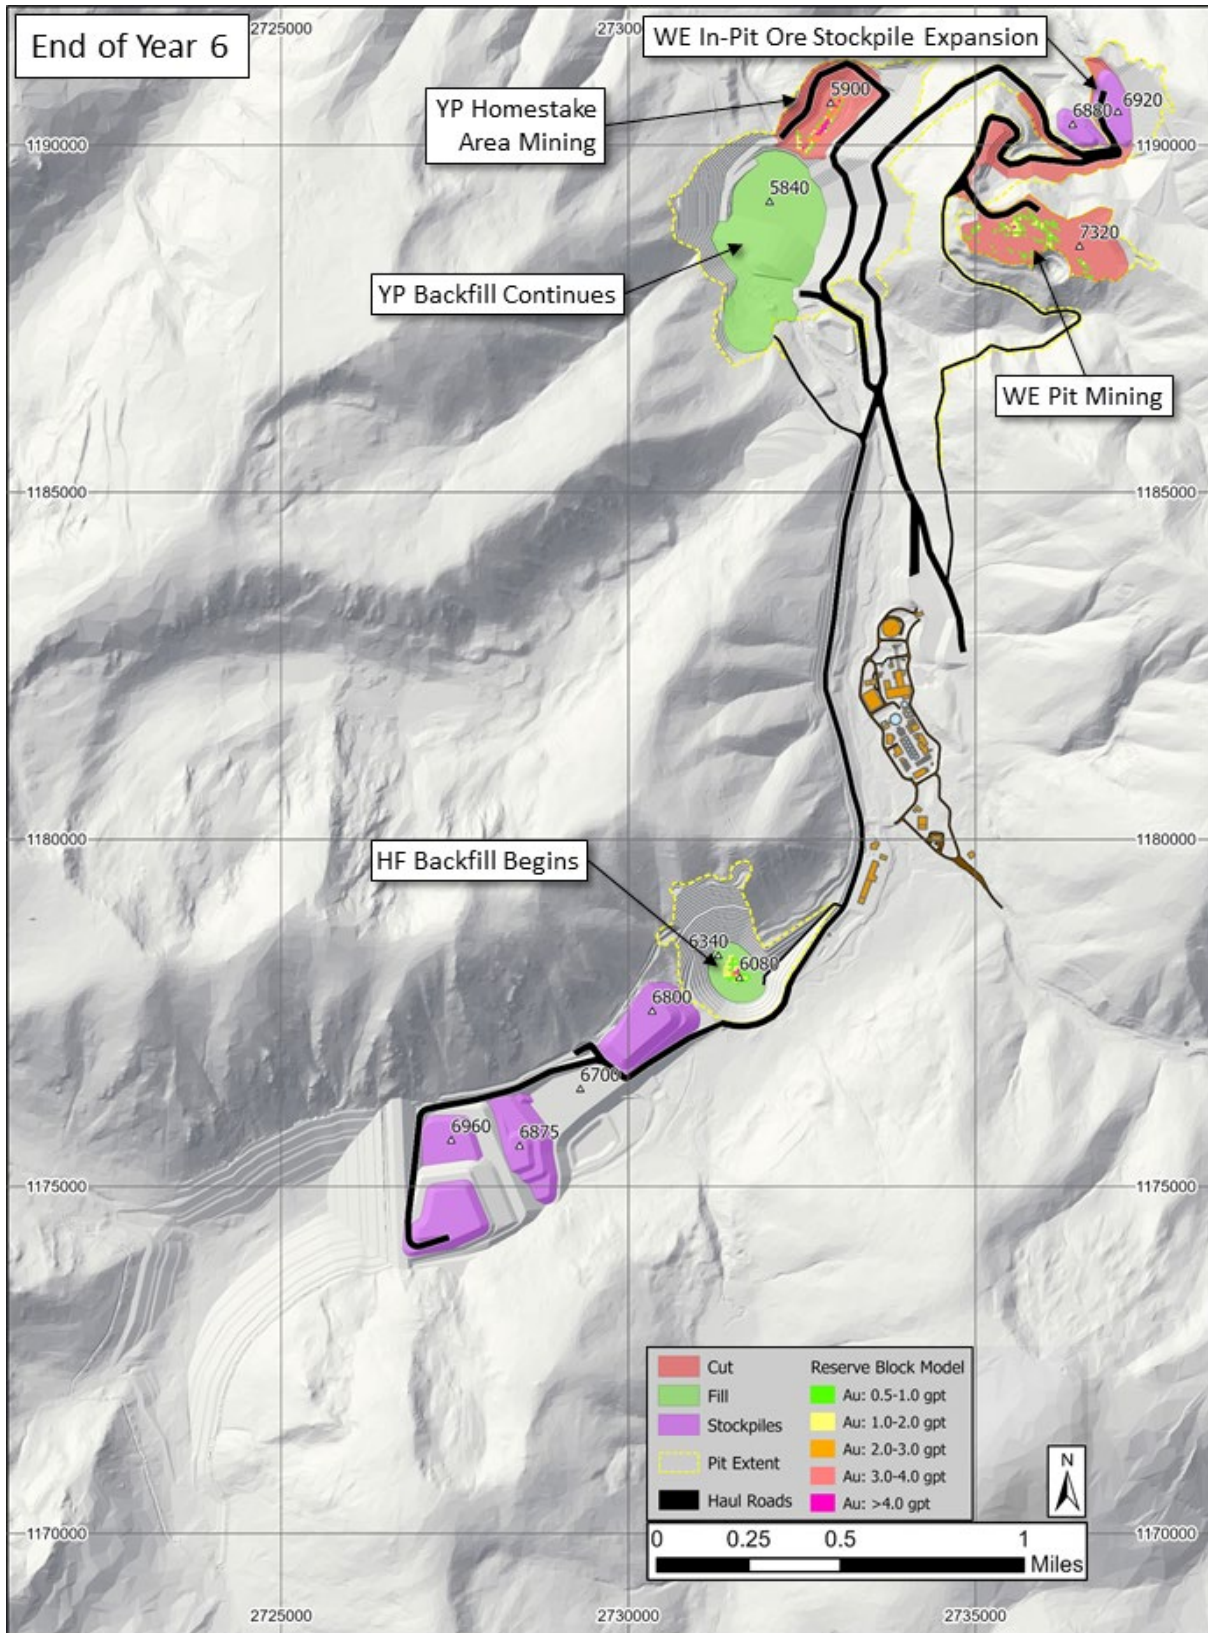 End of Year 6
2725000
2730000
WE In-Pit Ore Stockpile Expansion
YP Homestake
Area Mining
5900
6920
6880
1190000
1190000
5840
7320
YP Backfill Continues
WE Pit Mining
1185000
1185000
1180000
1180000
HF Backfill Begins
6340
6080
6800
6700
6960
6875
1175000
1175000
Cut
Fill
Stockpiles
Pit Extent
Haul Roads
Reserve Block Model
Au: 0.5-1.0 gpt
Au: 1.0-2.0 gpt
Au: 2.0-3.0 gpt
Au: 3.0-4.0 gpt
Au: >4.0 gpt
N
1170000
1170000
0 0.25 0.5 1
Miles
2725000
2730000
2735000